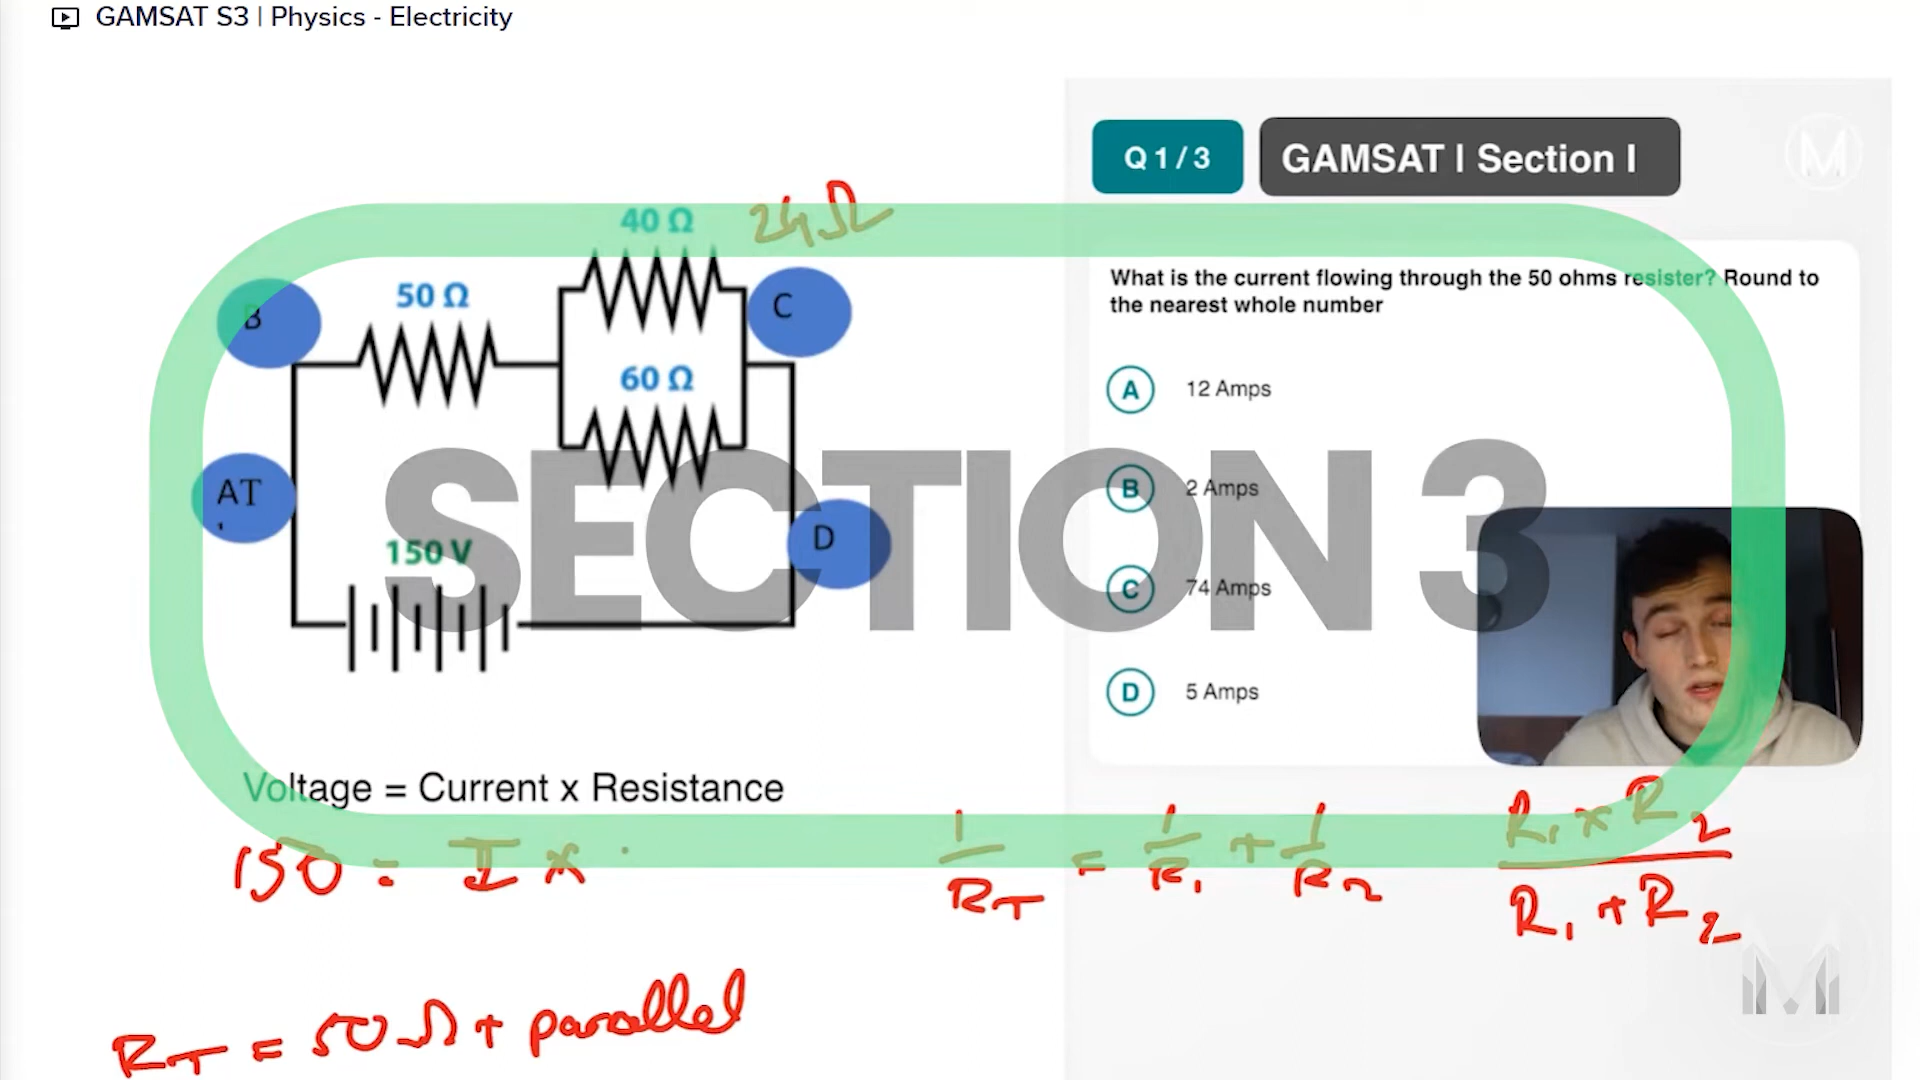 GAMSAT S3 | Physics - Electricity
Q 1 / 3
GAMSAT | Section I
M
40 Ω
24Ω
B
50 Ω
C
60 Ω
AT
D
150 V
What is the current flowing through the 50 ohms resister? Round to
the nearest whole number
A 12 Amps
B 2 Amps
C 74 Amps
D 5 Amps
SECTION 3
Voltage = Current x Resistance
150 = I x
1/RT = 1/R1 + 1/R2
R1 x R2
R1 + R2
RT = 50 Ω + parallel
M